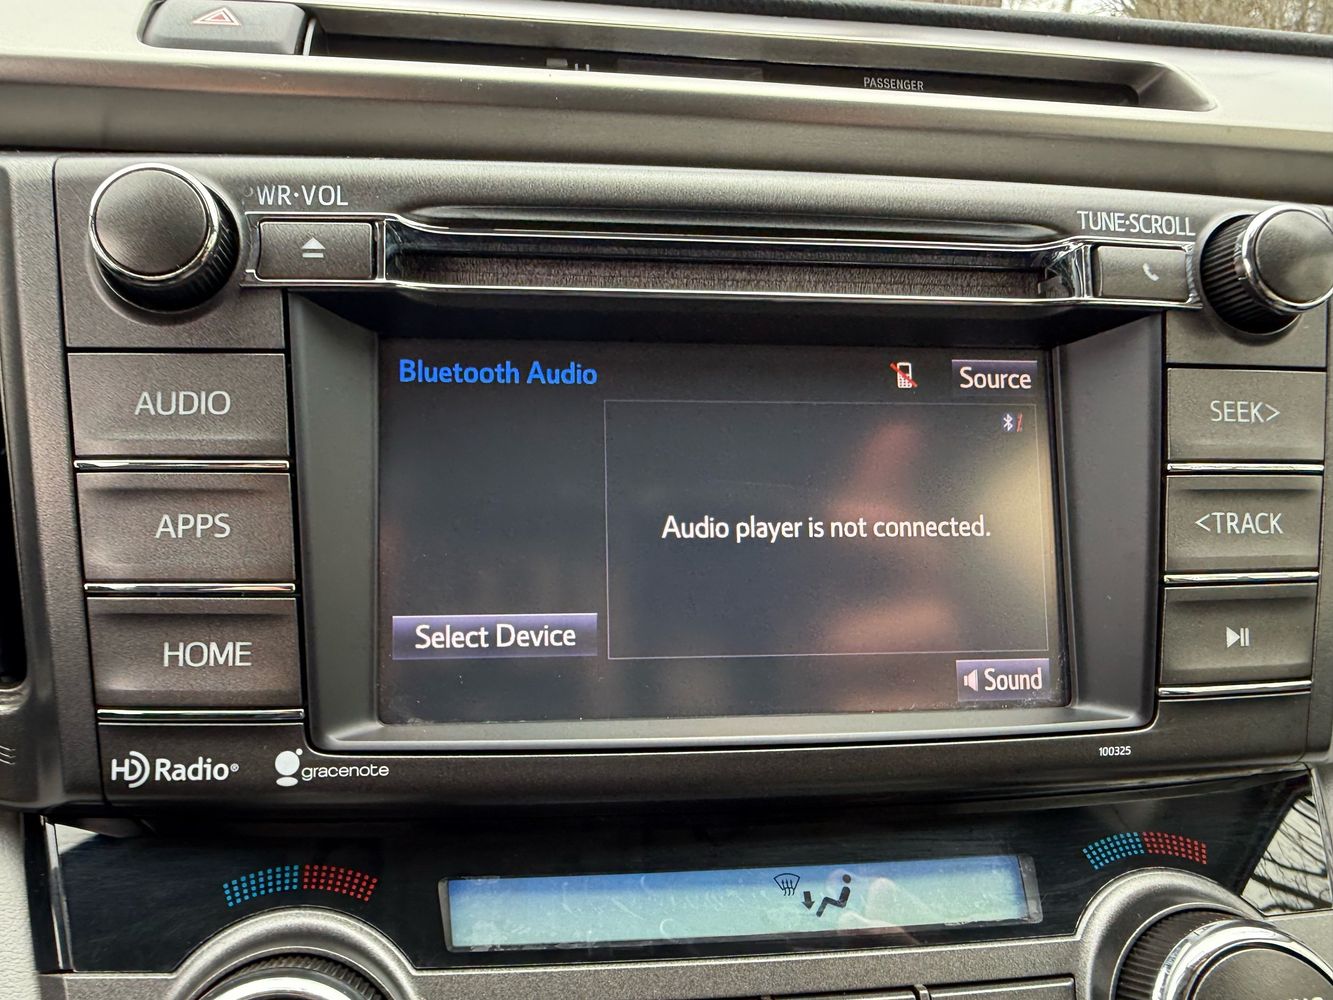 PASSENGER
PWR·VOL
TUNE·SCROLL
AUDIO
APPS
HOME
Bluetooth Audio
Source
Audio player is not connected.
Select Device
Sound
SEEK>
<TRACK
HD Radio®
gracenote
100325